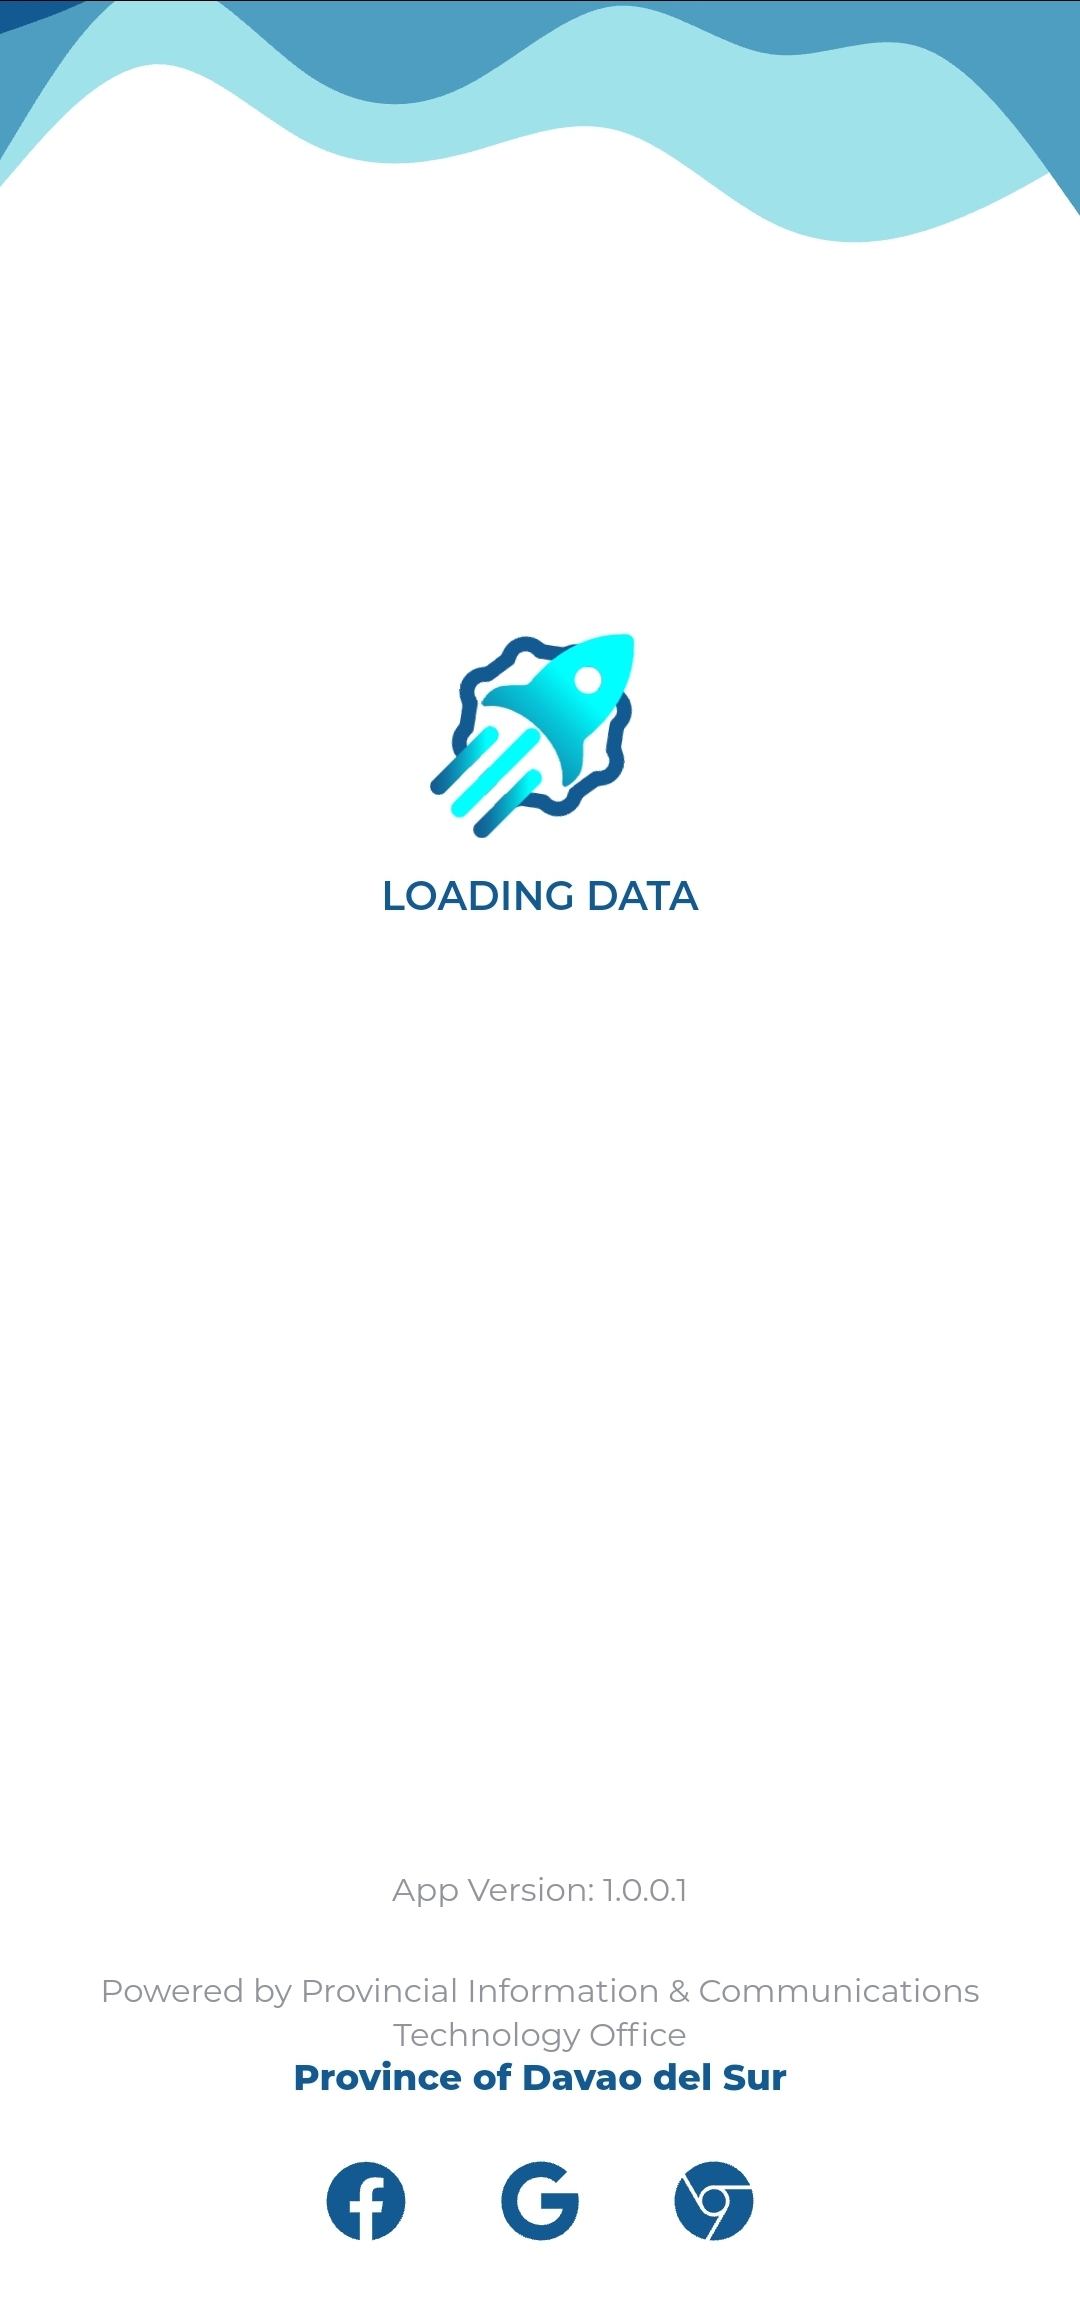 LOADING DATA
App Version: 1.0.0.1
Powered by Provincial Information & Communications
Technology Office
Province of Davao del Sur